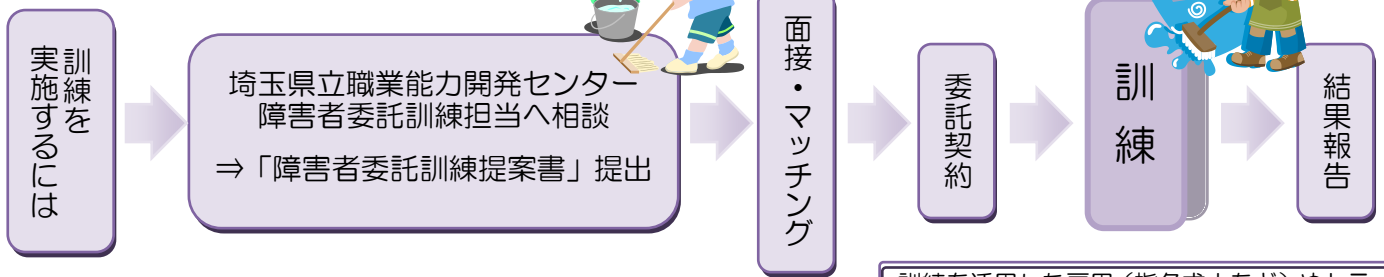 訓練を
実施するには
埼玉県立職業能力開発センター
障害者委託訓練担当へ相談
⇒「障害者委託訓練提案書」提出
面接・マッチング
委託契約
訓練
結果報告